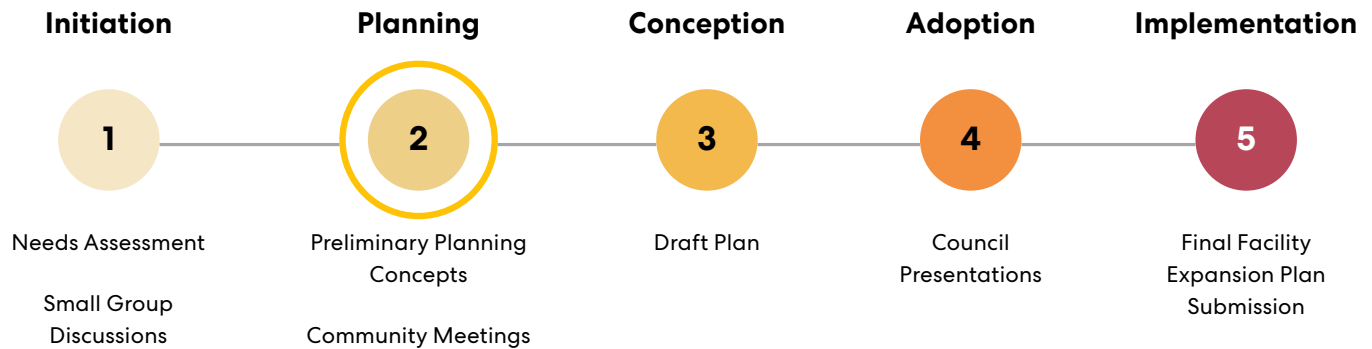 Initiation
Planning
Conception
Adoption
Implementation
1
2
3
4
5
Needs Assessment
Small Group
Discussions
Preliminary Planning
Concepts
Community Meetings
Draft Plan
Council
Presentations
Final Facility
Expansion Plan
Submission